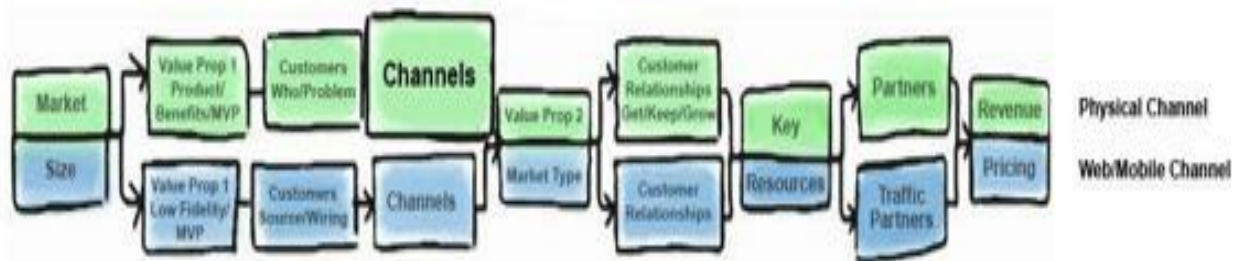 Market
Size
Value Prop 1
Product/
Benefits/MVP
Customers
Who/Problem
Channels
Value Prop 1
Low Fidelity/
MVP
Customers
Source/Wiring
Channels
Value Prop 2
Market Type
Customer
Relationships
Get/Keep/Grow
Customer
Relationships
Key
Resources
Partners
Traffic
Partners
Revenue
Pricing
Physical Channel
Web/Mobile Channel